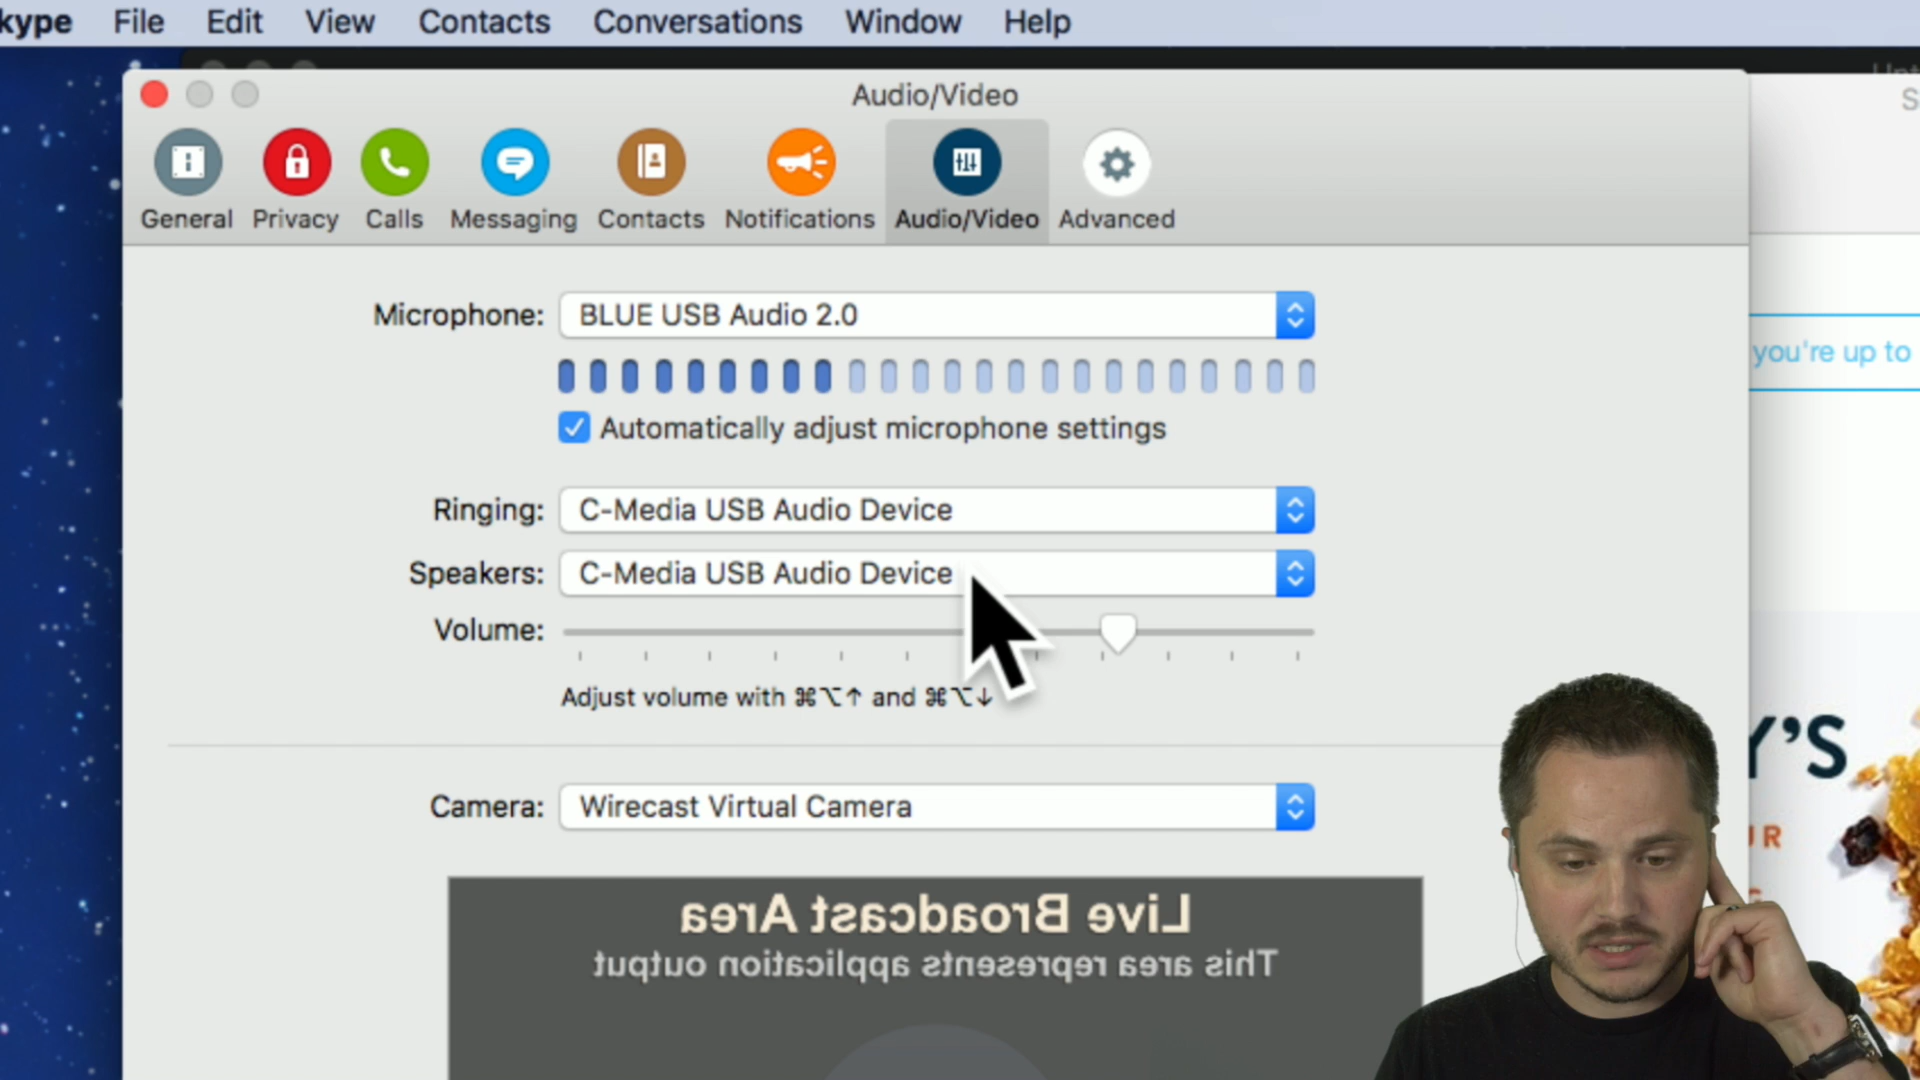 kype File Edit View Contacts Conversations Window Help
Audio/Video
General Privacy Calls Messaging Contacts Notifications Audio/Video Advanced
Microphone: BLUE USB Audio 2.0
Automatically adjust microphone settings
you're up to
Ringing: C-Media USB Audio Device
Speakers: C-Media USB Audio Device
Volume:
Adjust volume with ⌘⌥↑ and ⌘⌥↓
Y'S
Camera: Wirecast Virtual Camera
UR
Live Broadcast Area
This area represents application output